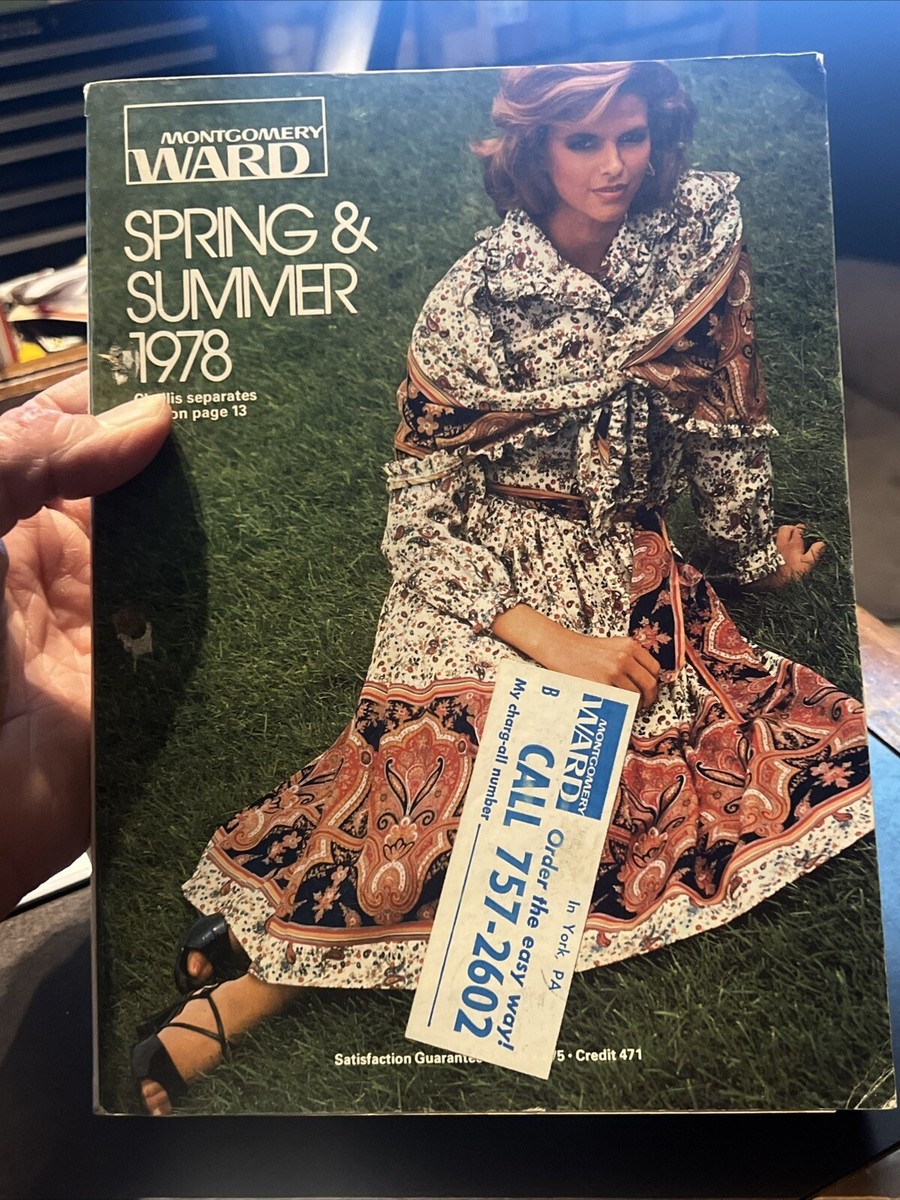 MONTGOMERY
WARD
SPRING &
SUMMER
1978
separates
on page 13
MONTGOMERY
WARD
Order the easy way!
In York, PA
B CALL 757-2602
My charg-all number
Satisfaction Guarante 75 • Credit 471